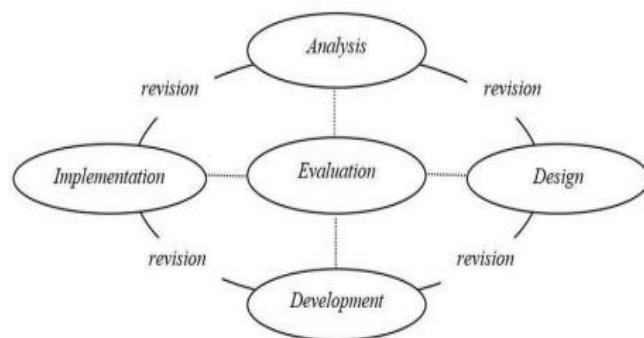 Analysis
revision
revision
Implementation
Evaluation
Design
revision
revision
Development